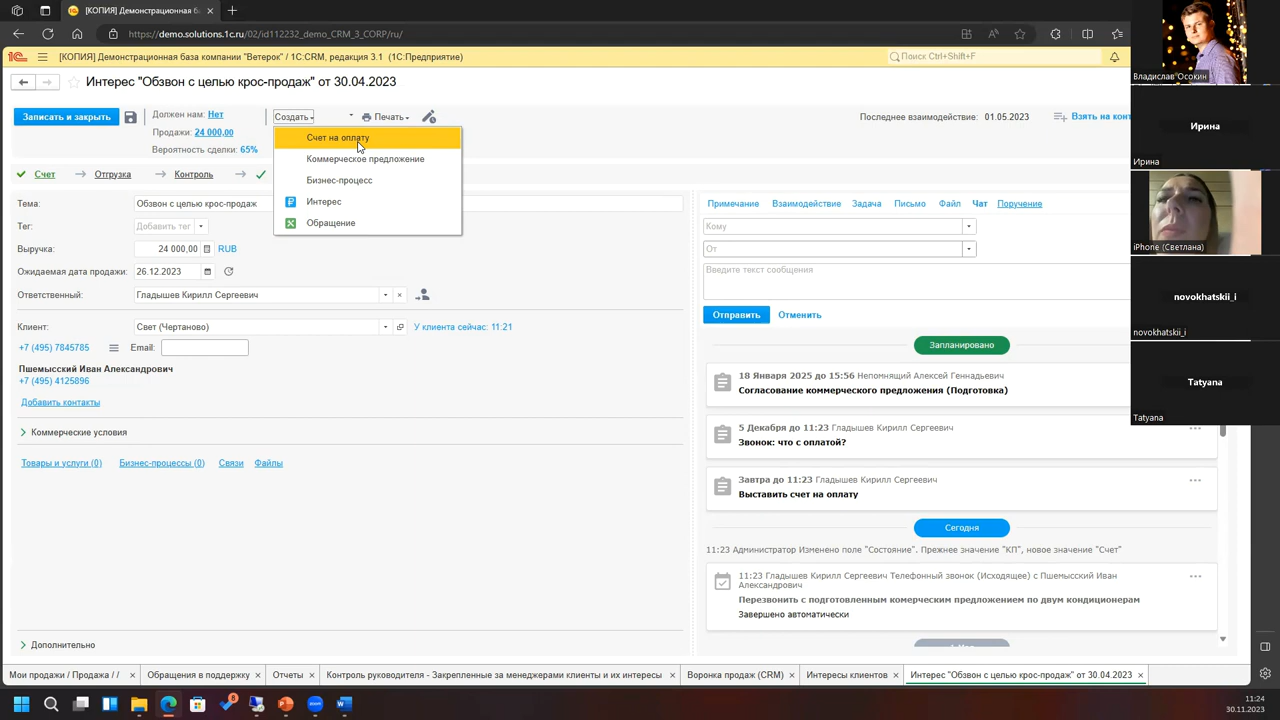 [КОПИЯ] Демонстрационная ба
https://demo.solutions.1c.ru/02/id112232_demo_CRM_3_CORP/ru/
[КОПИЯ] Демонстрационная база компании "Ветерок" / 1С:CRM, редакция 3.1 (1С:Предприятие)
Поиск Ctrl+Shift+F
Интерес "Обзвон с целью крос-продаж" от 30.04.2023
Записать и закрыть
Должен нам: Нет
Продажи: 24 000,00
Вероятность сделки: 65%
Создать
Печать
Последнее взаимодействие: 01.05.2023
Взять на конт
Счет на оплату
Коммерческое предложение
Бизнес-процесс
Интерес
Обращение
Счет
Отгрузка
Контроль
Тема: Обзвон с целью крос-продаж
Тег: Добавить тег
Выручка: 24 000,00 RUB
Ожидаемая дата продажи: 26.12.2023
Ответственный: Гладышев Кирилл Сергеевич
Клиент: Свет (Чертаново) У клиента сейчас: 11:21
+7 (495) 7845785 Email:
Пшемысский Иван Александрович
+7 (495) 4125896
Добавить контакты
Коммерческие условия
Товары и услуги (0) Бизнес-процессы (0) Связи Файлы
Дополнительно
Примечание Взаимодействие Задача Письмо Файл Чат Поручение
Кому
От
Введите текст сообщения
Отправить Отменить
Запланировано
18 Января 2025 до 15:56 Непомнящий Алексей Геннадьевич
Согласование коммерческого предложения (Подготовка)
5 Декабря до 11:23 Гладышев Кирилл Сергеевич
Звонок: что с оплатой?
Завтра до 11:23 Гладышев Кирилл Сергеевич
Выставить счет на оплату
Сегодня
11:23 Администратор Изменено поле "Состояние". Прежнее значение "КП", новое значение "Счет"
11:23 Гладышев Кирилл Сергеевич Телефонный звонок (Исходящее) с Пшемысский Иван
Александрович
Перезвонить с подготовленным комерческим предложением по двум кондиционерам
Завершено автоматически
Владислав Осокин
Ирина
Ирина
iPhone (Светлана)
novokhatskii_i
novokhatskii_i
Tatyana
Tatyana
Мои продажи / Продажа / /
Обращения в поддержку
Отчеты
Контроль руководителя - Закрепленные за менеджерами клиенты и их интересы
Воронка продаж (CRM)
Интересы клиентов
Интерес "Обзвон с целью крос-продаж" от 30.04.2023
8
11:24
30.11.2023